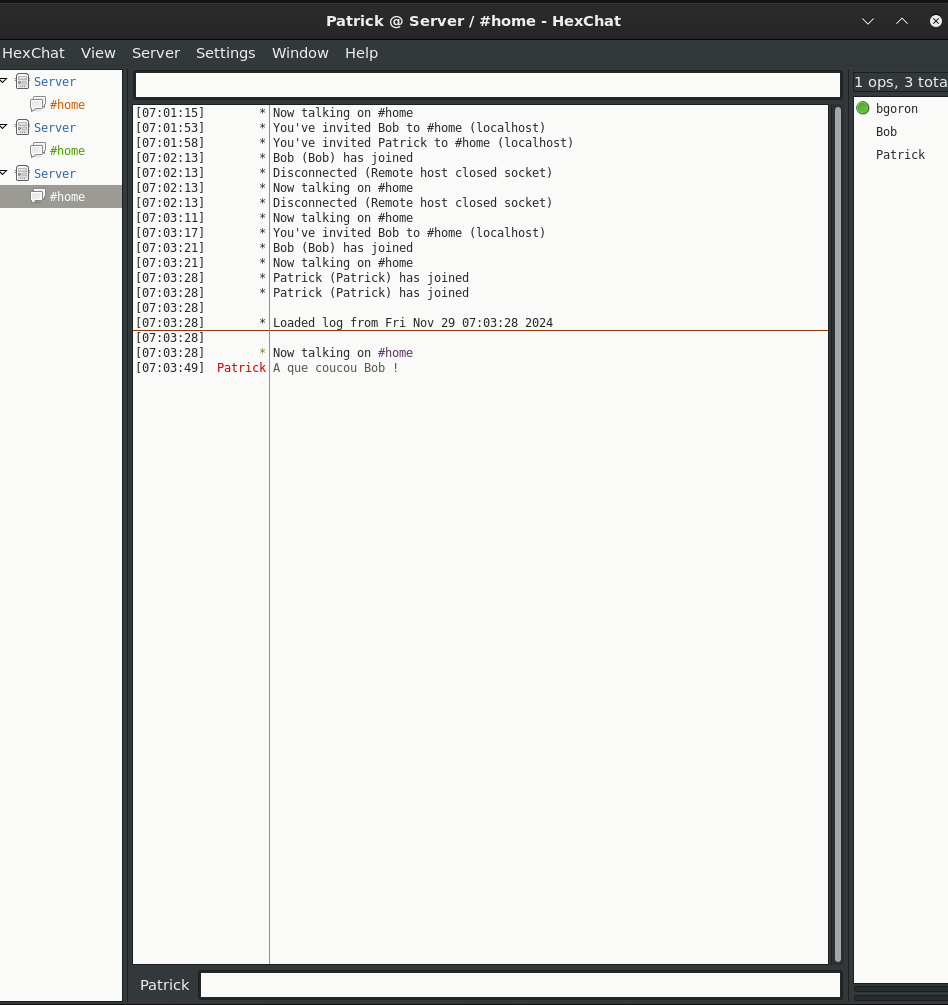 Patrick @ Server / #home - HexChat
HexChat View Server Settings Window Help
Server
#home
Server
#home
Server
#home
[07:01:15] * Now talking on #home
[07:01:53] * You've invited Bob to #home (localhost)
[07:01:58] * You've invited Patrick to #home (localhost)
[07:02:13] * Bob (Bob) has joined
[07:02:13] * Disconnected (Remote host closed socket)
[07:02:13] * Now talking on #home
[07:02:13] * Disconnected (Remote host closed socket)
[07:03:11] * Now talking on #home
[07:03:17] * You've invited Bob to #home (localhost)
[07:03:21] * Bob (Bob) has joined
[07:03:21] * Now talking on #home
[07:03:28] * Patrick (Patrick) has joined
[07:03:28] * Patrick (Patrick) has joined
[07:03:28]
[07:03:28] * Loaded log from Fri Nov 29 07:03:28 2024
[07:03:28]
[07:03:28] * Now talking on #home
[07:03:49] Patrick A que coucou Bob !
1 ops, 3 tota
bgoron
Bob
Patrick
Patrick